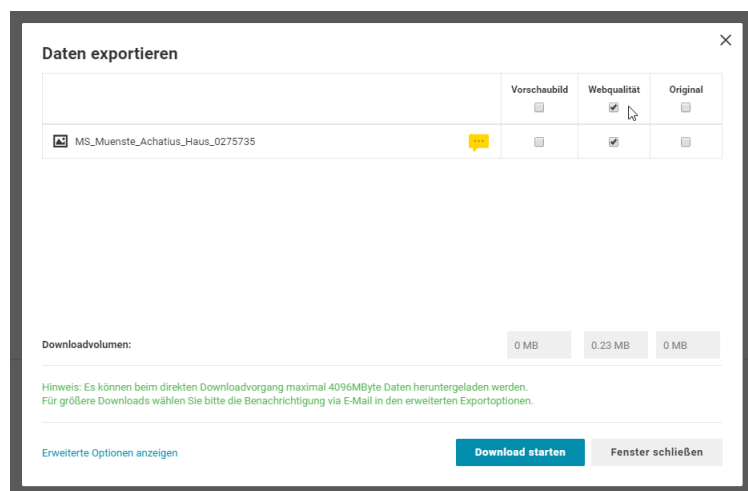 Daten exportieren
Vorschaubild Webqualität Original
MS_Muenste_Achatius_Haus_0275735
Downloadvolumen: 0 MB 0.23 MB 0 MB
Hinweis: Es können beim direkten Downloadvorgang maximal 4096MByte Daten heruntergeladen werden.
Für größere Downloads wählen Sie bitte die Benachrichtigung via E-Mail in den erweiterten Exportoptionen.
Erweiterte Optionen anzeigen Download starten Fenster schließen